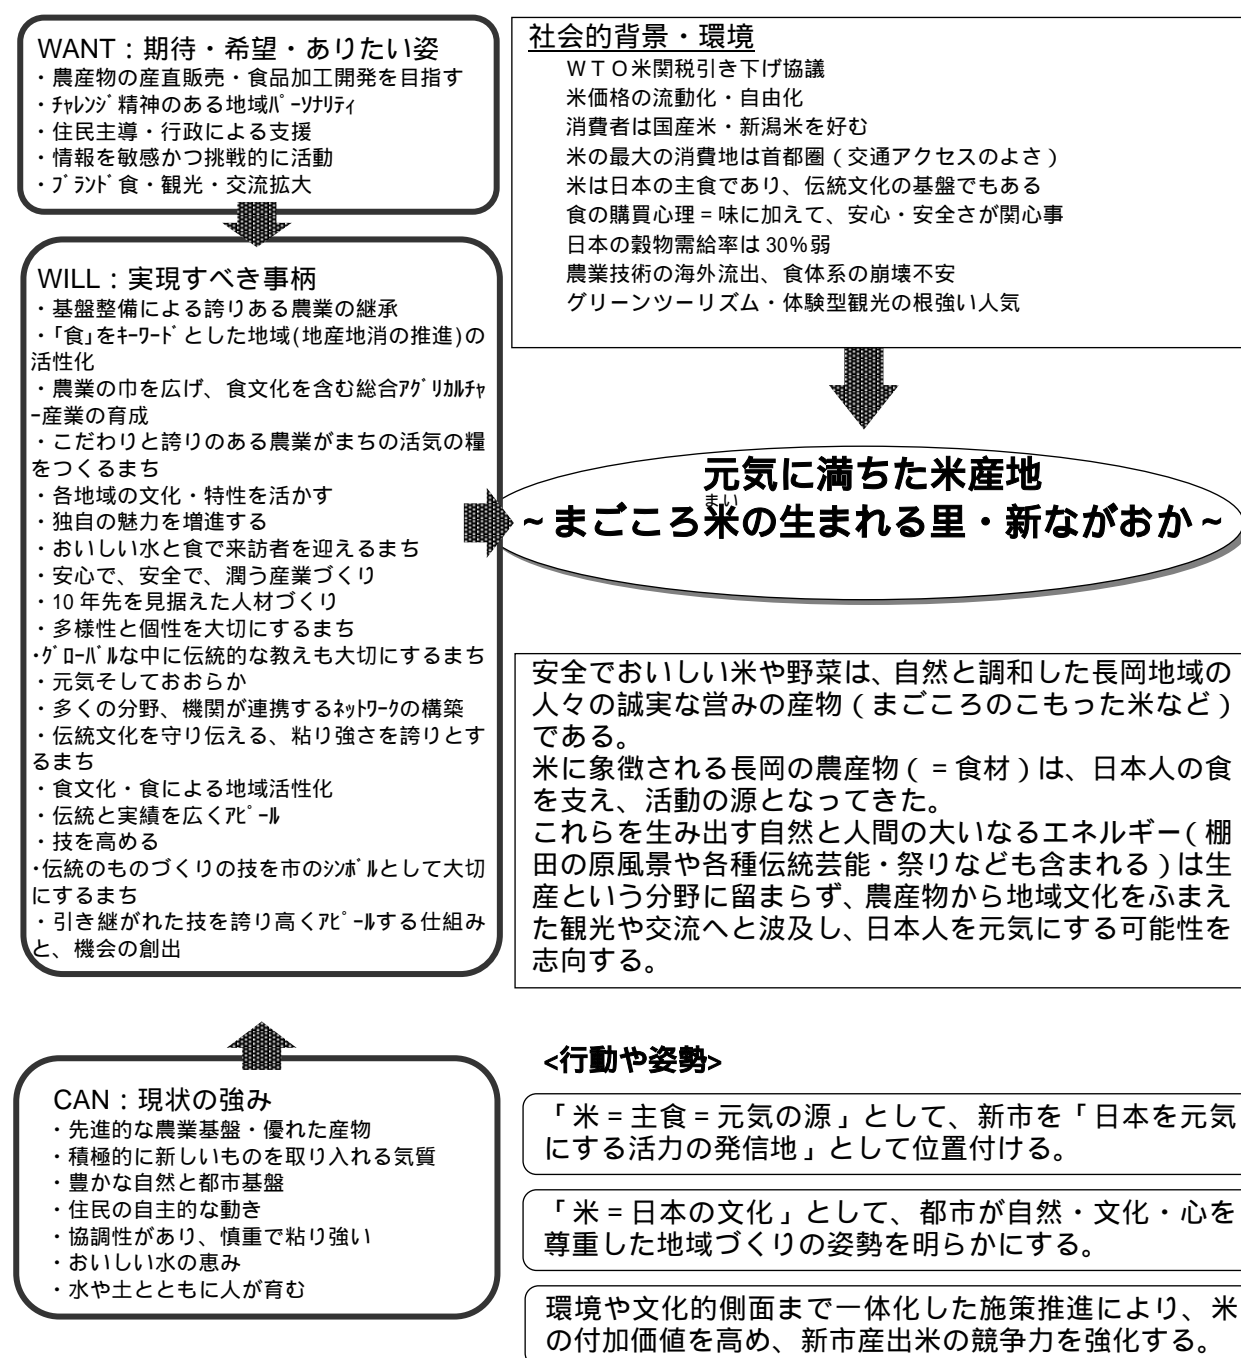 WANT：期待・希望・ありたい姿
・農産物の産直販売・食品加工開発を目指す
・ﾁｬﾚﾝｼﾞ精神のある地域ﾊﾟｰｿﾅﾘﾃｨ
・住民主導・行政による支援
・情報を敏感かつ挑戦的に活動
・ﾌﾞﾗﾝﾄﾞ食・観光・交流拡大
WILL：実現すべき事柄
・基盤整備による誇りある農業の継承
・「食」をｷｰﾜｰﾄﾞとした地域(地産地消の推進)の
活性化
・農業の巾を広げ、食文化を含む総合ｱｸﾞﾘｶﾙﾁｬ
ｰ産業の育成
・こだわりと誇りのある農業がまちの活気の糧
をつくるまち
・各地域の文化・特性を活かす
・独自の魅力を増進する
・おいしい水と食で来訪者を迎えるまち
・安心で、安全で、潤う産業づくり
・10年先を見据えた人材づくり
・多様性と個性を大切にするまち
・ｸﾞﾛｰﾊﾞﾙな中に伝統的な教えも大切にするまち
・元気そしておおらか
・多くの分野、機関が連携するﾈｯﾄﾜｰｸの構築
・伝統文化を守り伝える、粘り強さを誇りとす
るまち
・食文化・食による地域活性化
・伝統と実績を広くｱﾋﾟｰﾙ
・技を高める
・伝統のものづくりの技を市のｼﾝﾎﾞﾙとして大切
にするまち
・引き継がれた技を誇り高くｱﾋﾟｰﾙする仕組み
と、機会の創出
CAN：現状の強み
・先進的な農業基盤・優れた産物
・積極的に新しいものを取り入れる気質
・豊かな自然と都市基盤
・住民の自主的な動き
・協調性があり、慎重で粘り強い
・おいしい水の恵み
・水や土とともに人が育む
社会的背景・環境
ＷＴＯ米関税引き下げ協議
米価格の流動化・自由化
消費者は国産米・新潟米を好む
米の最大の消費地は首都圏（交通アクセスのよさ）
米は日本の主食であり、伝統文化の基盤でもある
食の購買心理＝味に加えて、安心・安全さが関心事
日本の穀物需給率は30％弱
農業技術の海外流出、食体系の崩壊不安
グリーンツーリズム・体験型観光の根強い人気
元気に満ちた米産地
まい
～まごころ米の生まれる里・新ながおか～
安全でおいしい米や野菜は、自然と調和した長岡地域の
人々の誠実な営みの産物（まごころのこもった米など）
である。
米に象徴される長岡の農産物（＝食材）は、日本人の食
を支え、活動の源となってきた。
これらを生み出す自然と人間の大いなるエネルギー（棚
田の原風景や各種伝統芸能・祭りなども含まれる）は生
産という分野に留まらず、農産物から地域文化をふまえ
た観光や交流へと波及し、日本人を元気にする可能性を
志向する。
<行動や姿勢>
「米＝主食＝元気の源」として、新市を「日本を元気
にする活力の発信地」として位置付ける。
「米＝日本の文化」として、都市が自然・文化・心を
尊重した地域づくりの姿勢を明らかにする。
環境や文化的側面まで一体化した施策推進により、米
の付加価値を高め、新市産出米の競争力を強化する。